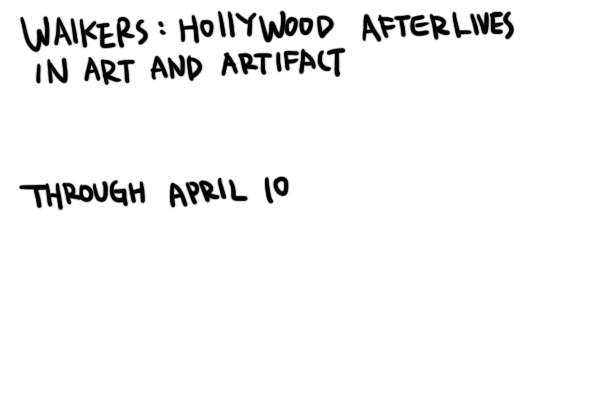 WALKERS: HOLLYWOOD AFTERLIVES
IN ART AND ARTIFACT
THROUGH APRIL 10